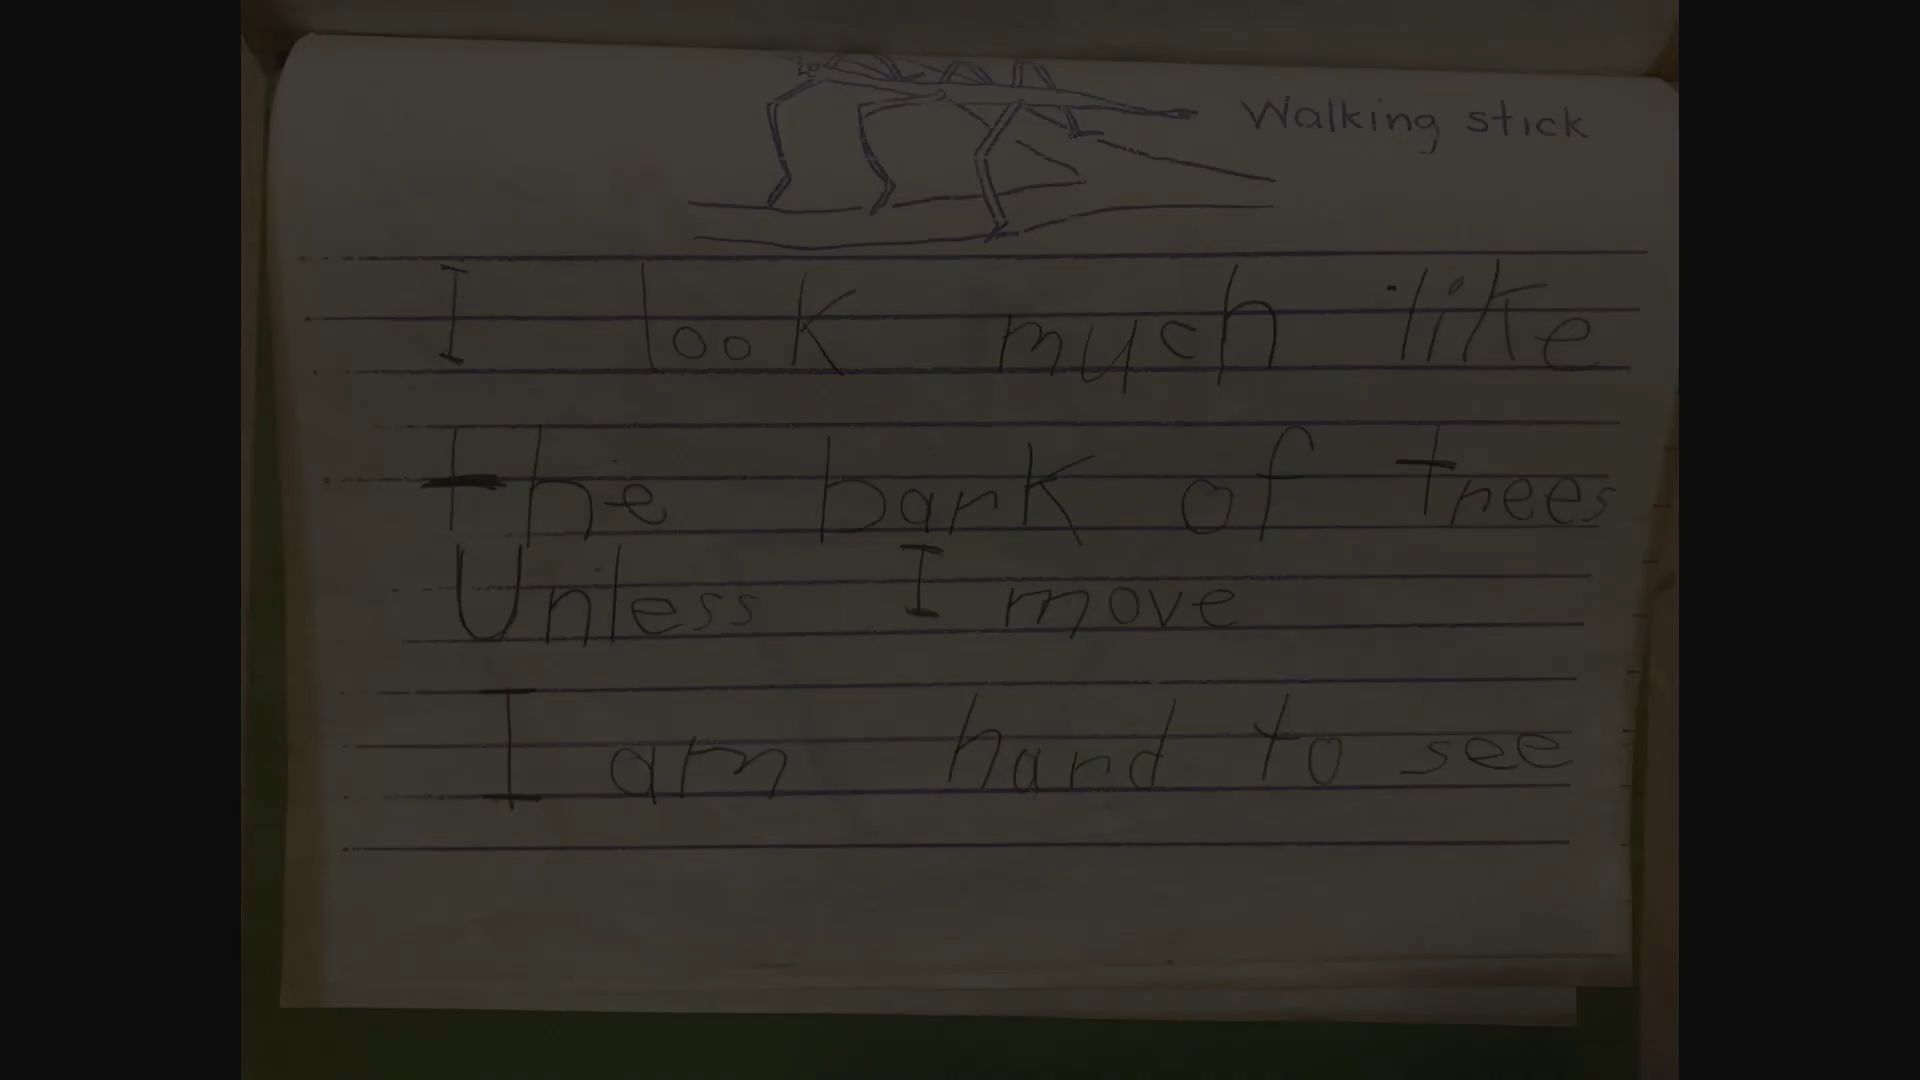 Walking stick
I look much like
the bark of trees
Unless I move
I am hard to see